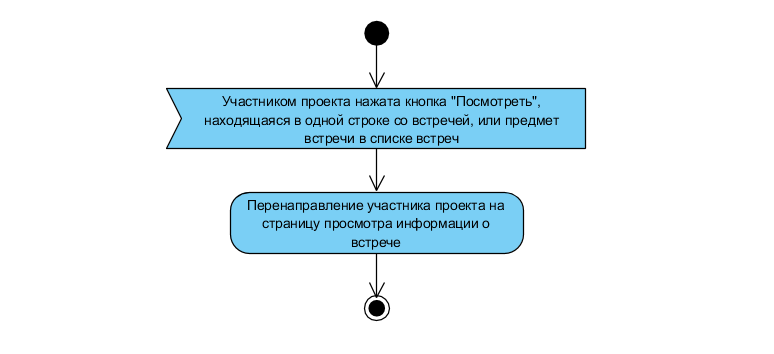 Участником проекта нажата кнопка "Посмотреть",
находящаяся в одной строке со встречей, или предмет
встречи в списке встреч
Перенаправление участника проекта на
страницу просмотра информации о
встрече